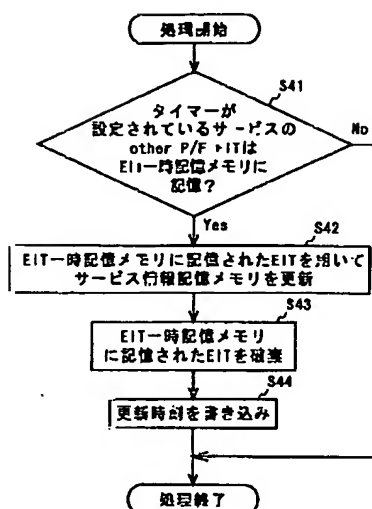 処理開始
S41
タイマーが
設定されているサービスの
other P/F EITは
EIT一時記憶メモリに
記憶?
No
Yes
S42
EIT一時記憶メモリに記憶されたEITを用いて
サービス情報記憶メモリを更新
S43
EIT一時記憶メモリ
に記憶されたEITを破棄
S44
更新時刻を書き込み
処理終了